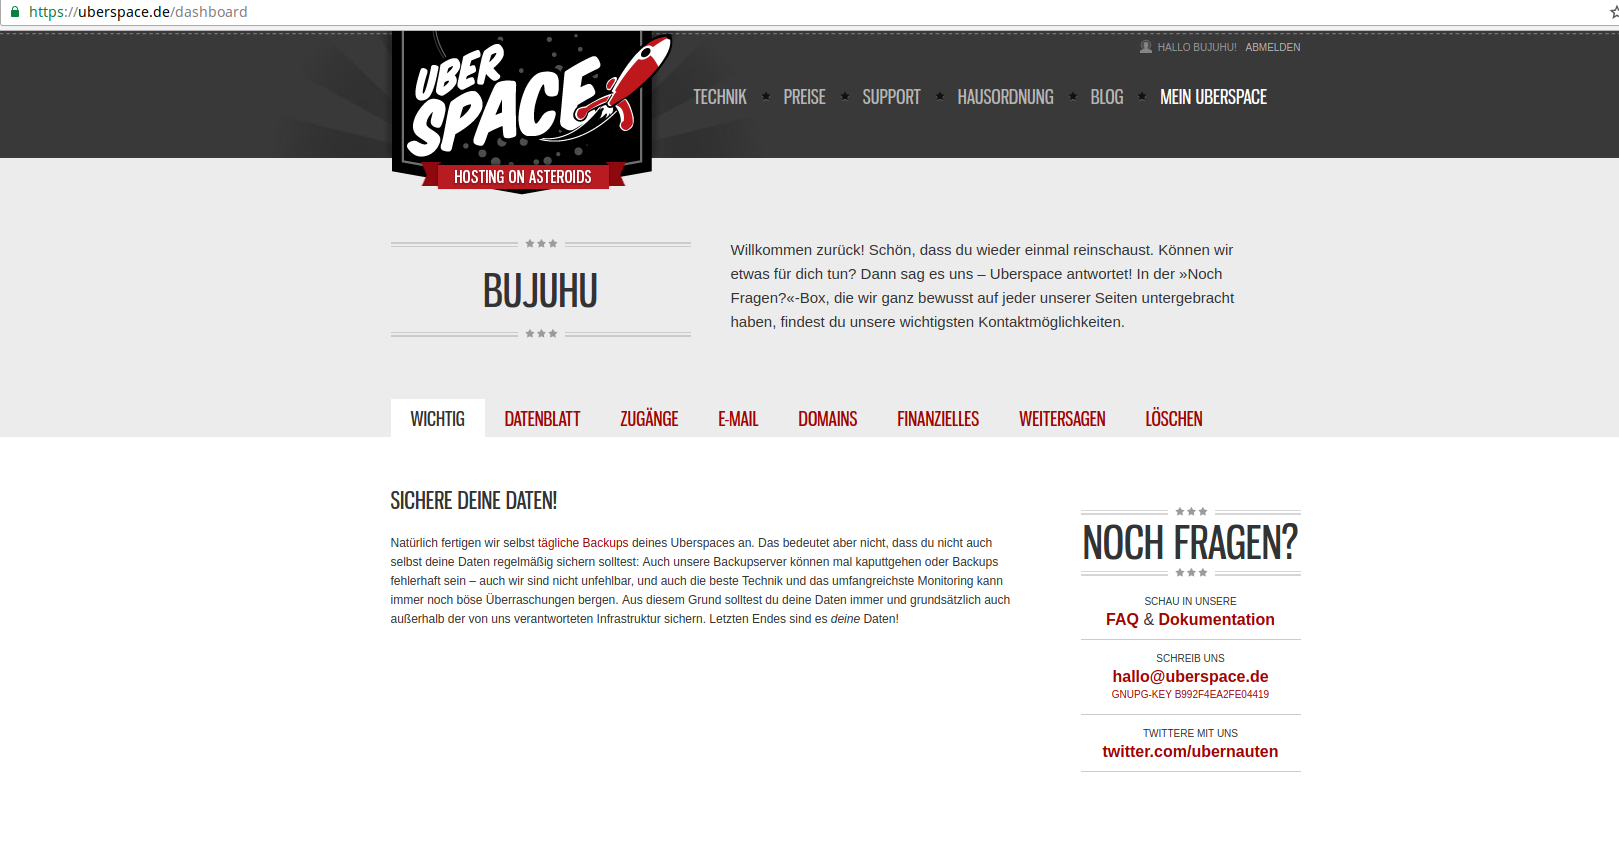 https://uberspace.de/dashboard
UBER
SPACE
HOSTING ON ASTEROIDS
HALLO BUJUHU! ABMELDEN
TECHNIK ★ PREISE ★ SUPPORT ★ HAUSORDNUNG ★ BLOG ★ MEIN UBERSPACE
BUJUHU
Willkommen zurück! Schön, dass du wieder einmal reinschaust. Können wir
etwas für dich tun? Dann sag es uns – Uberspace antwortet! In der »Noch
Fragen?«-Box, die wir ganz bewusst auf jeder unserer Seiten untergebracht
haben, findest du unsere wichtigsten Kontaktmöglichkeiten.
WICHTIG DATENBLATT ZUGÄNGE E-MAIL DOMAINS FINANZIELLES WEITERSAGEN LÖSCHEN
SICHERE DEINE DATEN!
Natürlich fertigen wir selbst tägliche Backups deines Uberspaces an. Das bedeutet aber nicht, dass du nicht auch
selbst deine Daten regelmäßig sichern solltest: Auch unsere Backupserver können mal kaputtgehen oder Backups
fehlerhaft sein – auch wir sind nicht unfehlbar, und auch die beste Technik und das umfangreichste Monitoring kann
immer noch böse Überraschungen bergen. Aus diesem Grund solltest du deine Daten immer und grundsätzlich auch
außerhalb der von uns verantworteten Infrastruktur sichern. Letzten Endes sind es deine Daten!
NOCH FRAGEN?
SCHAU IN UNSERE
FAQ & Dokumentation
SCHREIB UNS
hallo@uberspace.de
GNUPG-KEY B992F4EA2FE04419
TWITTERE MIT UNS
twitter.com/ubernauten